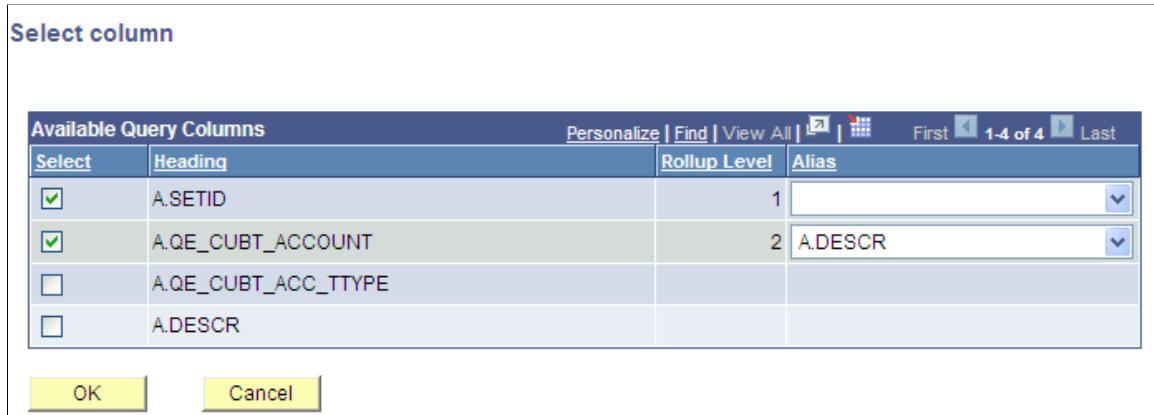 Select column
Available Query Columns Personalize | Find | View All | | First 1-4 of 4 Last
Select Heading Rollup Level Alias
A.SETID 1
A.QE_CUBT_ACCOUNT 2 A.DESCR
A.QE_CUBT_ACC_TTYPE
A.DESCR
OK Cancel